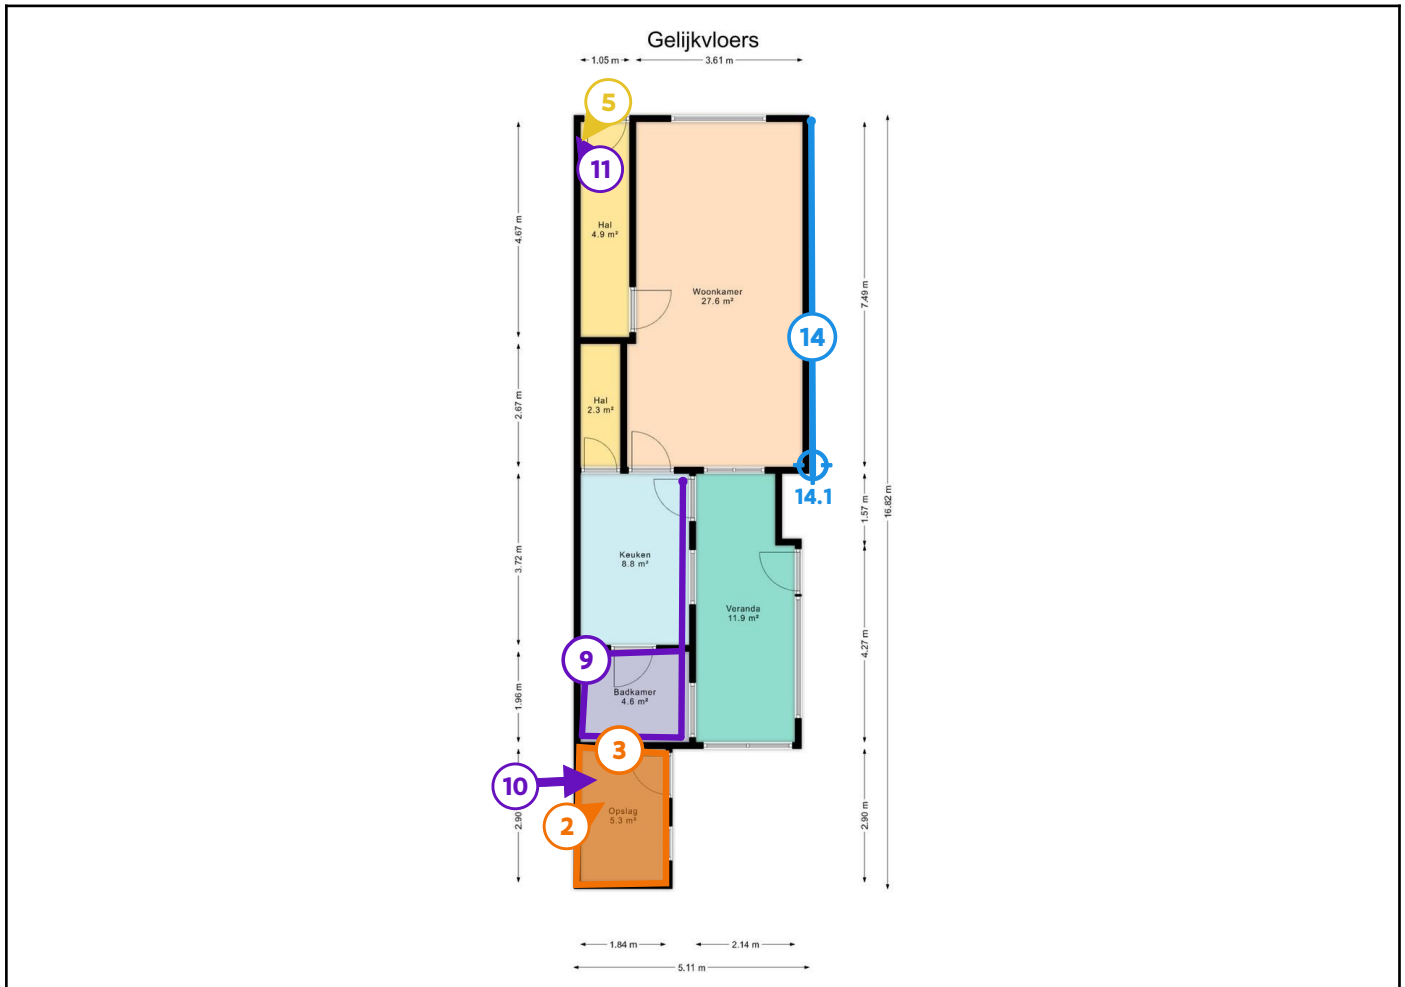 Gelijkvloers
1.05 m
3.61 m
5
11
4.67 m
Hal
4.9 m²
Woonkamer
27.6 m²
7.49 m
14
2.67 m
Hal
2.3 m²
14.1
16.82 m
1.57 m
3.72 m
Keuken
8.8 m²
Veranda
11.9 m²
4.27 m
9
1.96 m
Badkamer
4.6 m²
3
10
2.90
2
Opslag
5.3 m²
2.90 m
1.84 m
2.14 m
5.11 m